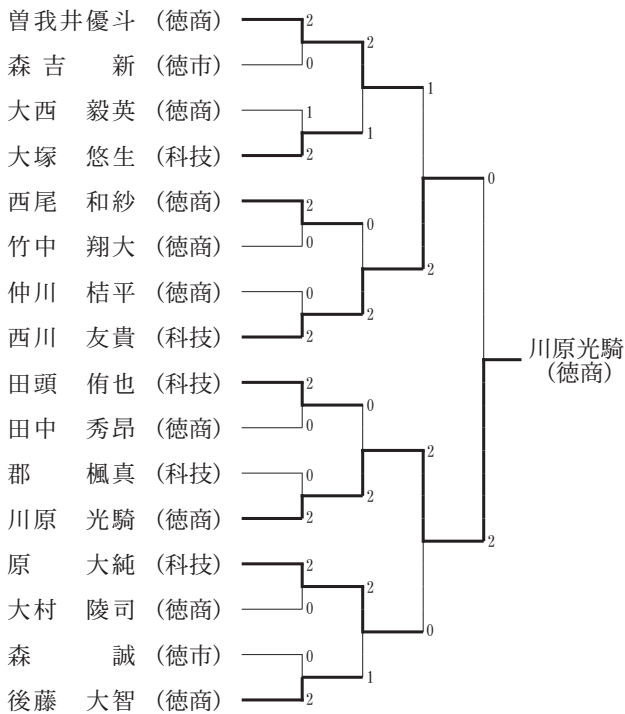 曽我井優斗 (徳商)
森吉 新 (徳市)
大西 毅英 (徳商)
大塚 悠生 (科技)
西尾 和紗 (徳商)
竹中 翔大 (徳商)
仲川 桔平 (徳商)
西川 友貴 (科技)
田頭 侑也 (科技)
田中 秀昂 (徳商)
郡 楓真 (科技)
川原 光騎 (徳商)
原 大純 (科技)
大村 陵司 (徳商)
森 誠 (徳市)
後藤 大智 (徳商)
2
0
1
2
2
0
0
2
2
0
0
2
2
0
0
2
2
1
0
2
0
2
2
1
1
2
2
0
0
2
川原光騎
(徳商)